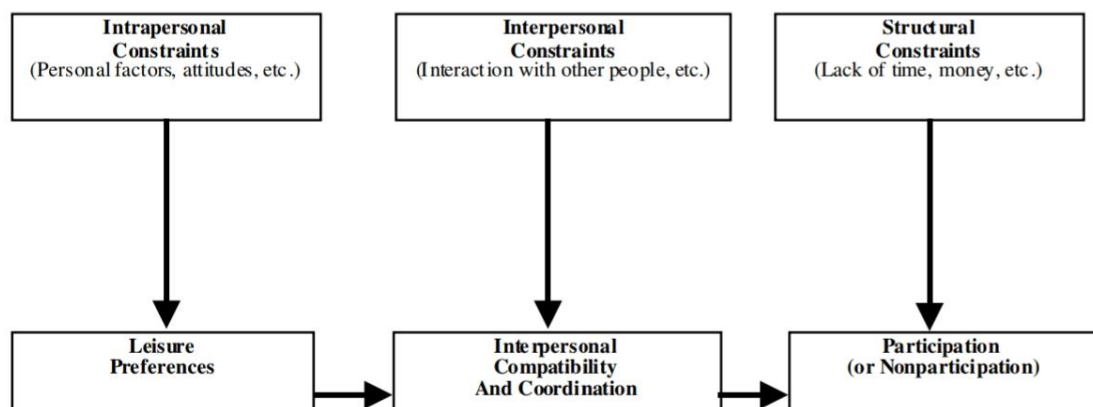 Intrapersonal
Constraints
(Personal factors, attitudes, etc.)
Interpersonal
Constraints
(Interaction with other people, etc.)
Structural
Constraints
(Lack of time, money, etc.)
Leisure
Preferences
Interpersonal
Compatibility
And Coordination
Participation
(or Nonparticipation)